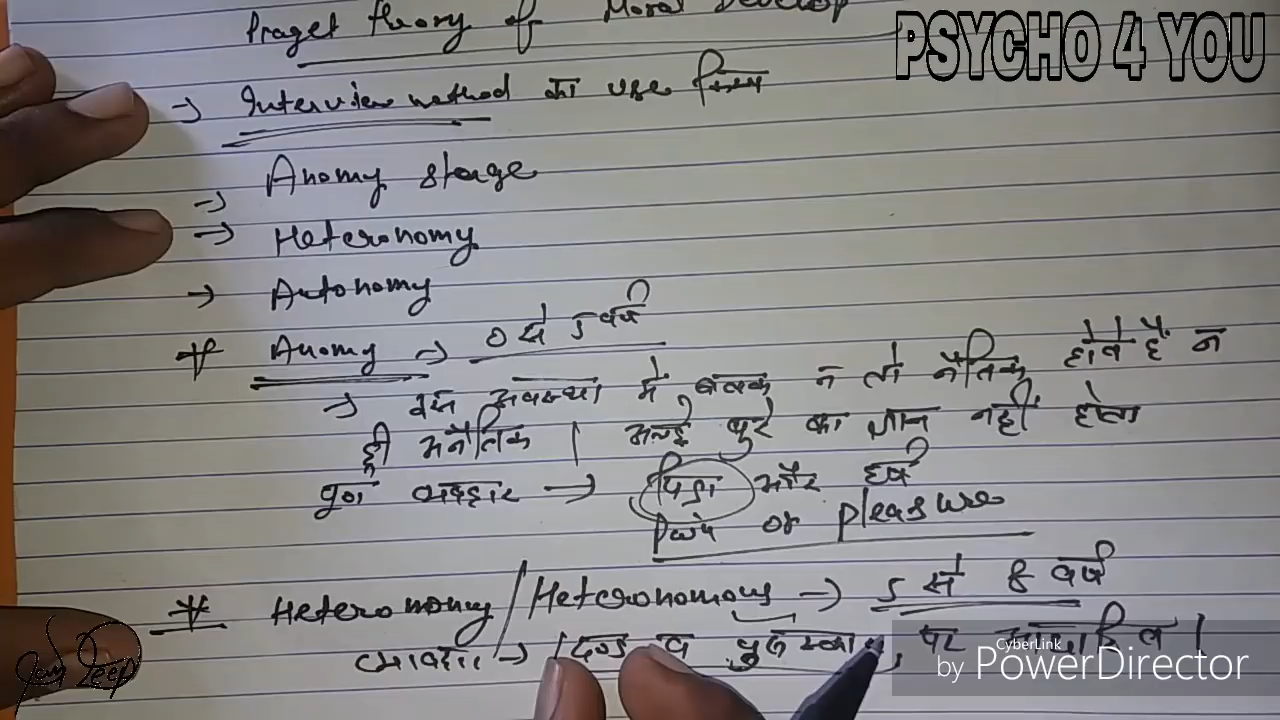 Piaget theory of Moral Develop
PSYCHO 4 YOU
→ Interview method का use किया
→ Anomy stage
→ Heteronomy
→ Autonomy
* Anomy → 0 से 5 वर्ष
→ इस अवस्था में बालक न तो नैतिक होते हैं न
ही अनैतिक | अच्छे बुरे का ज्ञान नहीं होता
व्यवहार → पिड़ा और हर्ष
Pain or pleasure
* Heteronomy/Heteronomous → 5 से 8 वर्ष
→ दण्ड व पुरस्कार, पर आधारित |
CyberLink
by PowerDirector